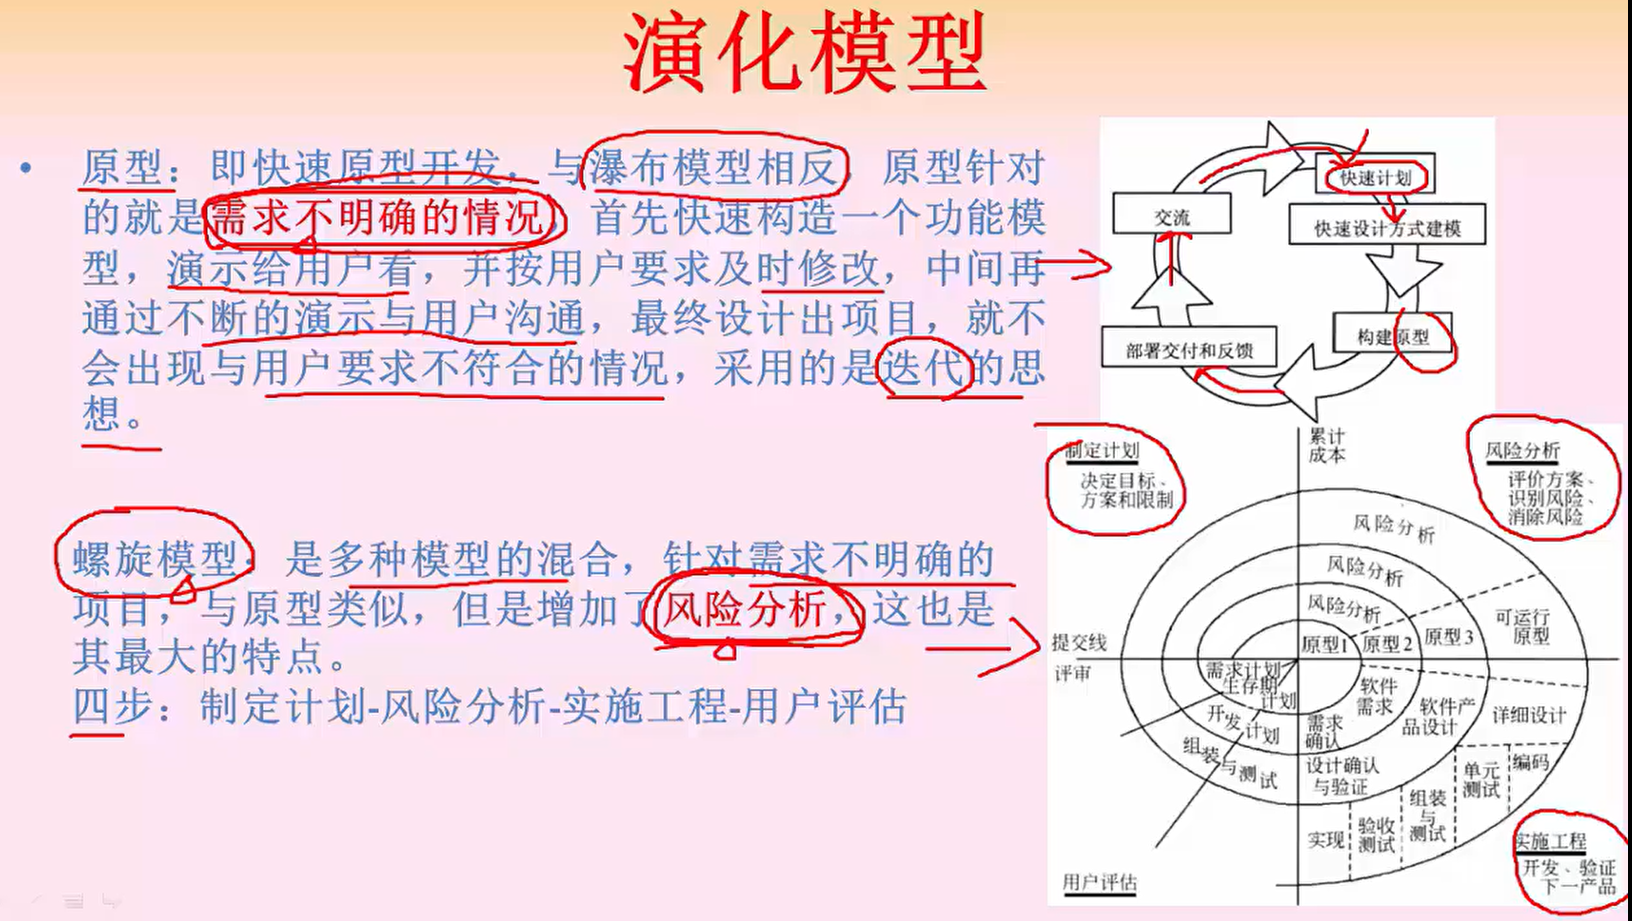 演化模型
• 原型：即快速原型开发，与瀑布模型相反，原型针对
的就是需求不明确的情况，首先快速构造一个功能模
型，演示给用户看，并按用户要求及时修改，中间再
通过不断的演示与用户沟通，最终设计出项目，就不
会出现与用户要求不符合的情况，采用的是迭代的思
想。
螺旋模型：是多种模型的混合，针对需求不明确的
项目，与原型类似，但是增加了风险分析，这也是
其最大的特点。
四步：制定计划-风险分析-实施工程-用户评估
快速计划
交流
快速设计方式建模
构建原型
部署交付和反馈
累计
成本
制定计划
决定目标、
方案和限制
风险分析
评价方案、
识别风险、
消除风险
风险分析
风险分析
风险分析
可运行
原型
原型1
原型2
原型3
提交线
评审
需求计划
生存期
计划
软件
需求
开发计划
需求
确认
软件产
品设计
详细设计
组装与测试
设计确认
与验证
单元
测试
编码
组装
与
测试
实现
验收
测试
实施工程
开发、验证
下一产品
用户评估